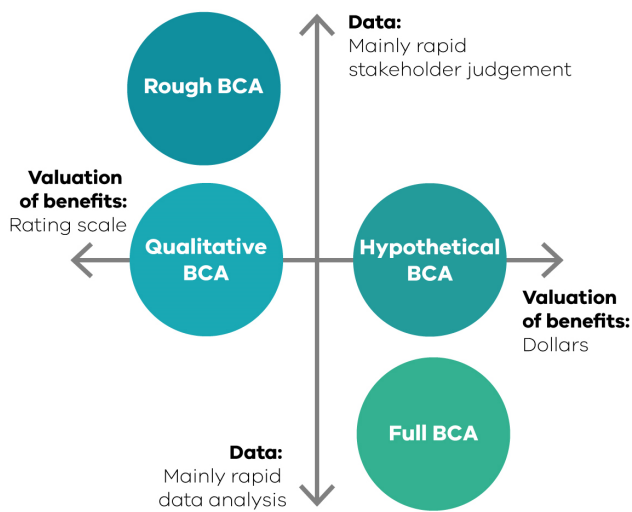 Data:
Mainly rapid
stakeholder judgement
Rough BCA
Valuation
of benefits:
Rating scale
Qualitative
BCA
Hypothetical
BCA
Valuation
of benefits:
Dollars
Full BCA
Data:
Mainly rapid
data analysis